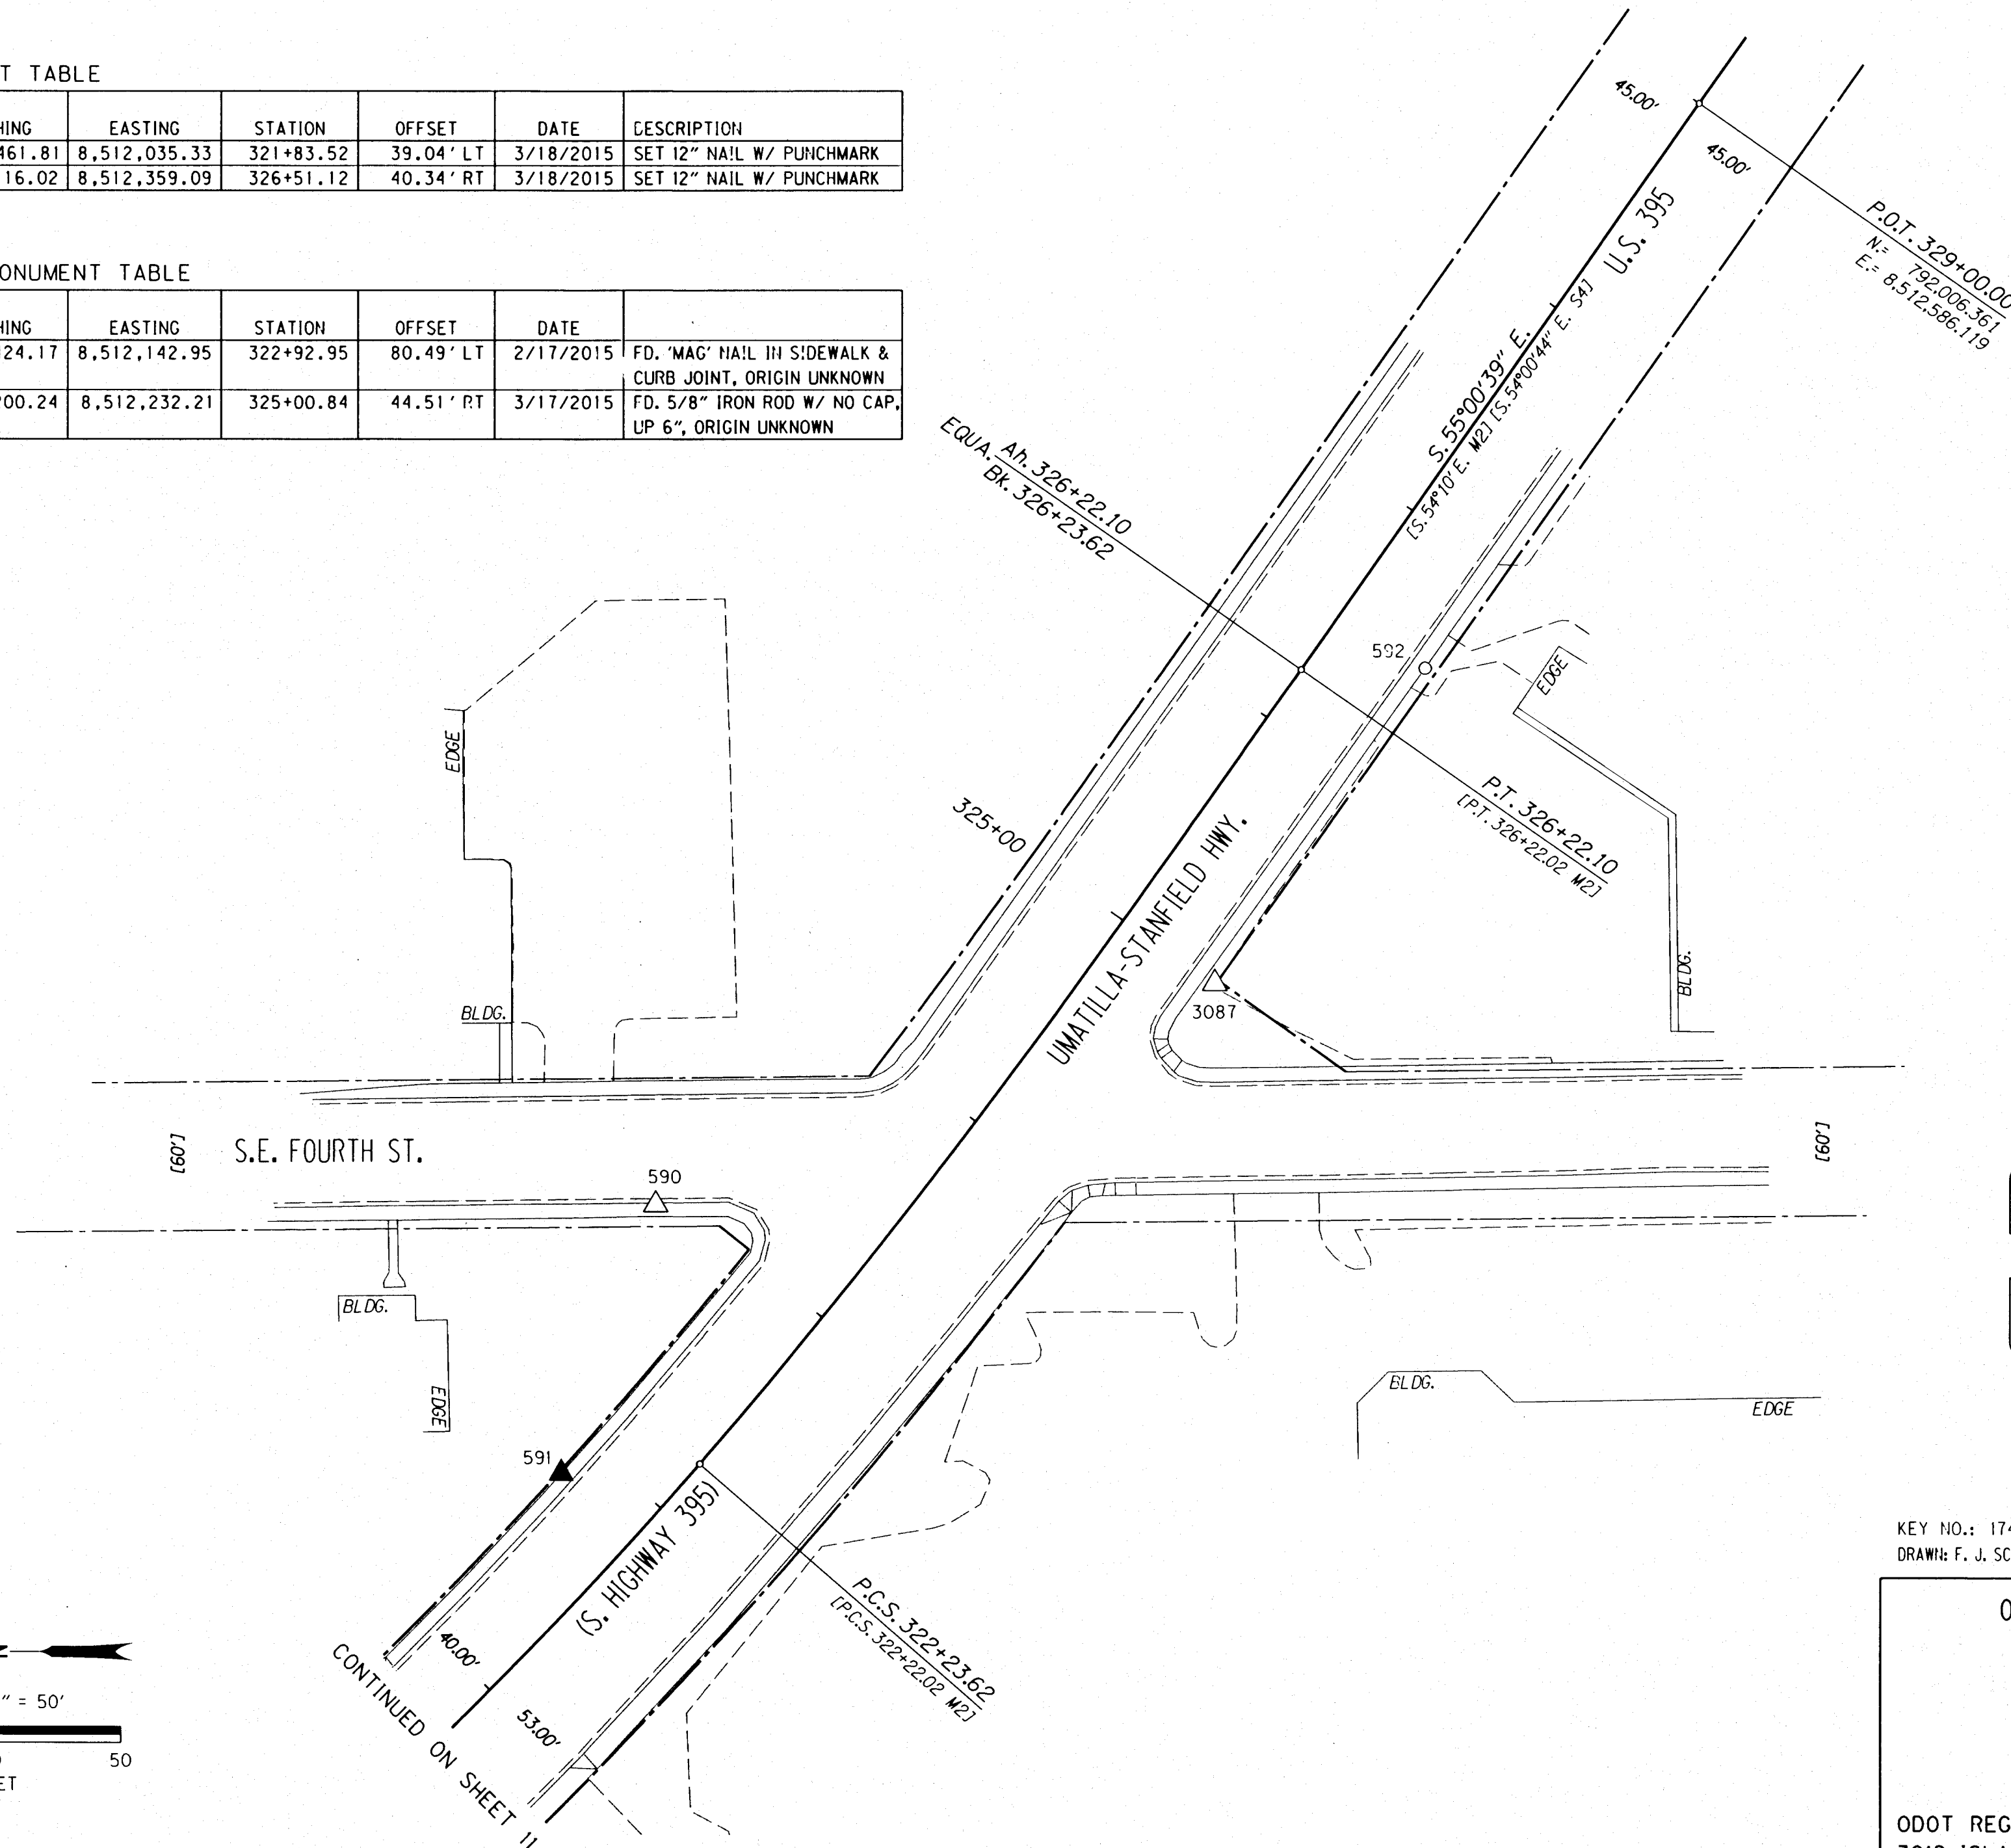 T TABLE
HING EASTING STATION OFFSET DATE DESCRIPTION
461.81 8,512,035.33 321+83.52 39.04' LT 3/18/2015 SET 12" NAIL W/ PUNCHMARK
16.02 8,512,359.09 326+51.12 40.34' RT 3/18/2015 SET 12" NAIL W/ PUNCHMARK
ONUMENT TABLE
HING EASTING STATION OFFSET DATE
24.17 8,512,142.95 322+92.95 80.49' LT 2/17/2015 FD. 'MAG' NAIL IN SIDEWALK &
CURB JOINT, ORIGIN UNKNOWN
00.24 8,512,232.21 325+00.84 44.51' RT 3/17/2015 FD. 5/8" IRON ROD W/ NO CAP,
UP 6", ORIGIN UNKNOWN
45.00'
45.00'
P.O.T. 329+00.00
N.= 792,006.361
E.= 8,512,586.119
U.S. 395
S. 55°00'39" E.
[S. 54°10' E. M2] [S. 54°00'44" E. S4]
EQUA. Ah. 326+22.10
Bk. 326+23.62
592
EDGE
EDGE
P.T. 326+22.10
[P.T. 326+22.02 M2]
325+00
UMATILLA-STANFIELD HWY.
BLDG.
BLDG.
3087
[60']
S.E. FOURTH ST.
[60']
590
BLDG.
EDGE
BLDG.
EDGE
591
(S. HIGHWAY 395)
P.C.S. 322+23.62
[P.C.S. 322+22.02 M2]
40.00'
53.00'
CONTINUED ON SHEET 11
" = 50'
50
ET
KEY NO.: 174
DRAWN: F. J. SC
O
ODOT REG